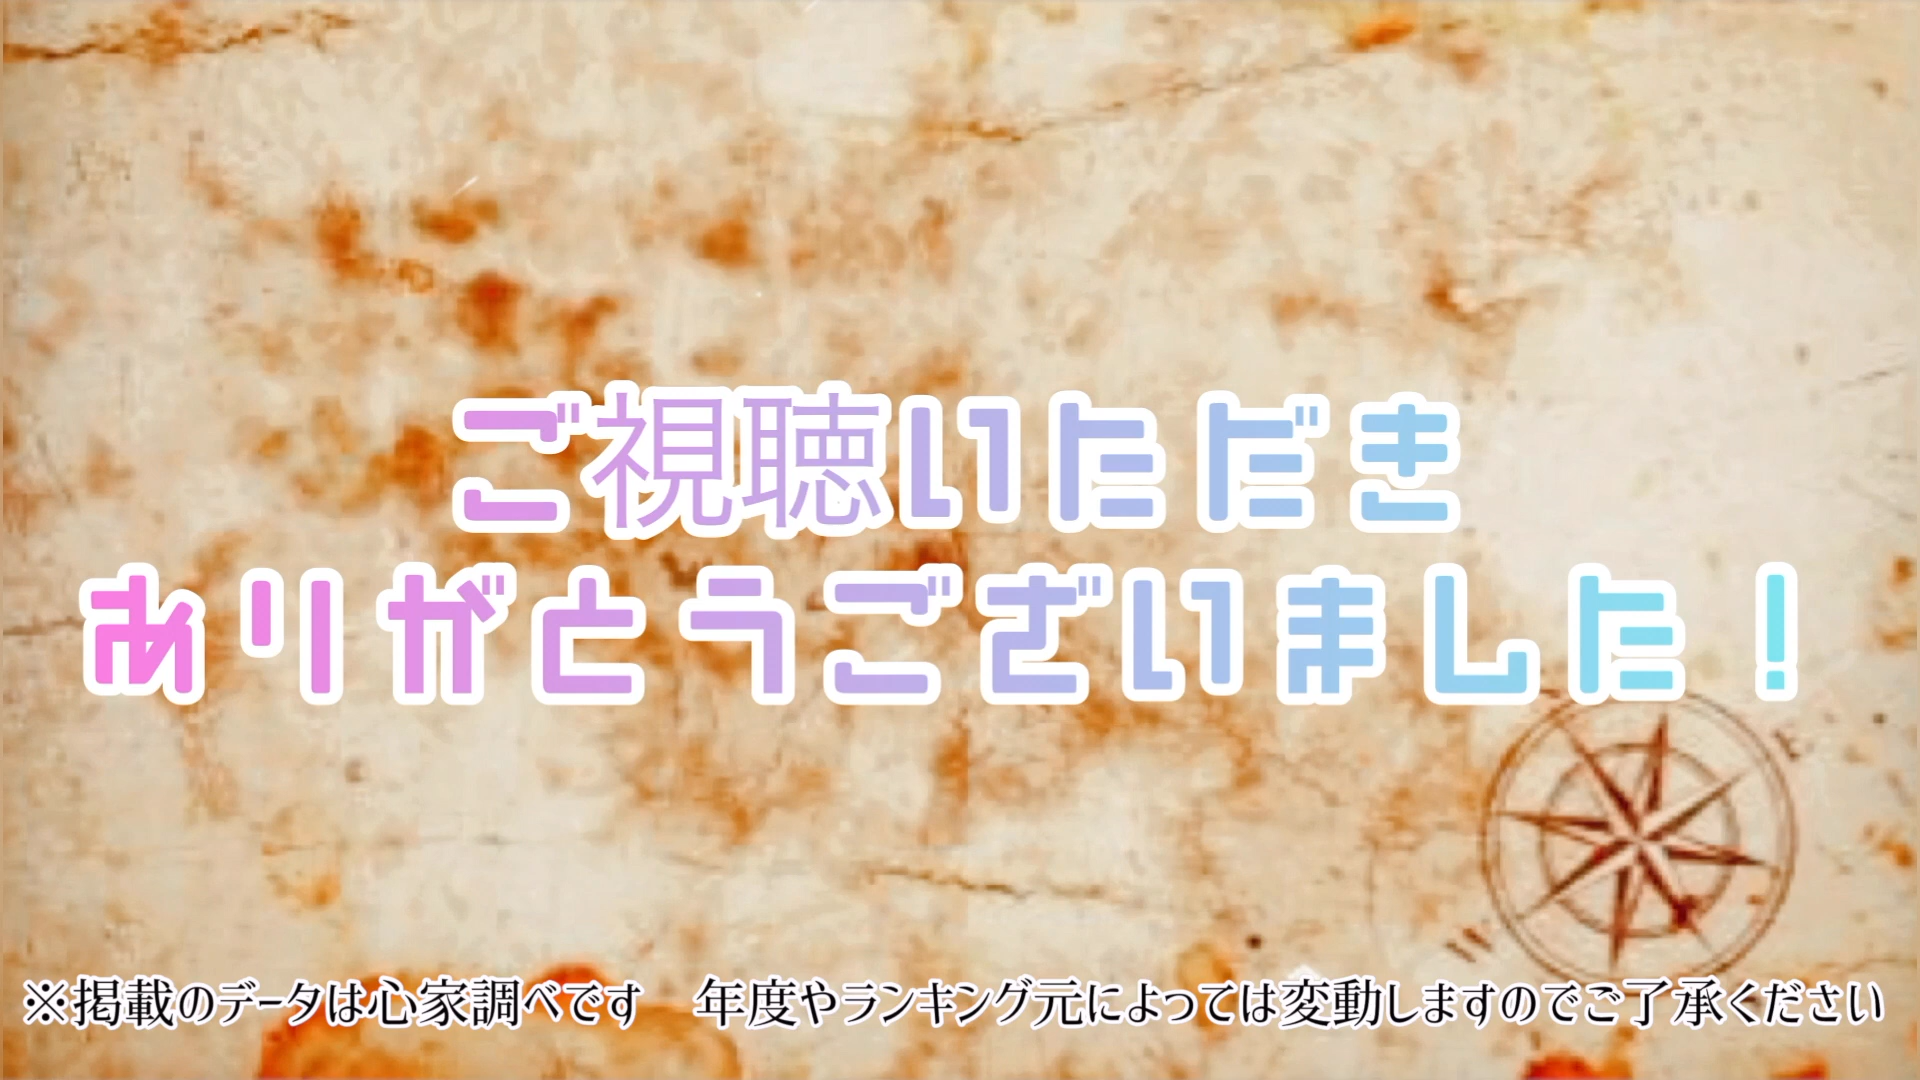 ご視聴いただき
ありがとうございました！
E
W
※掲載のデータは心家調べです　年度やランキング元によっては変動しますのでご了承ください